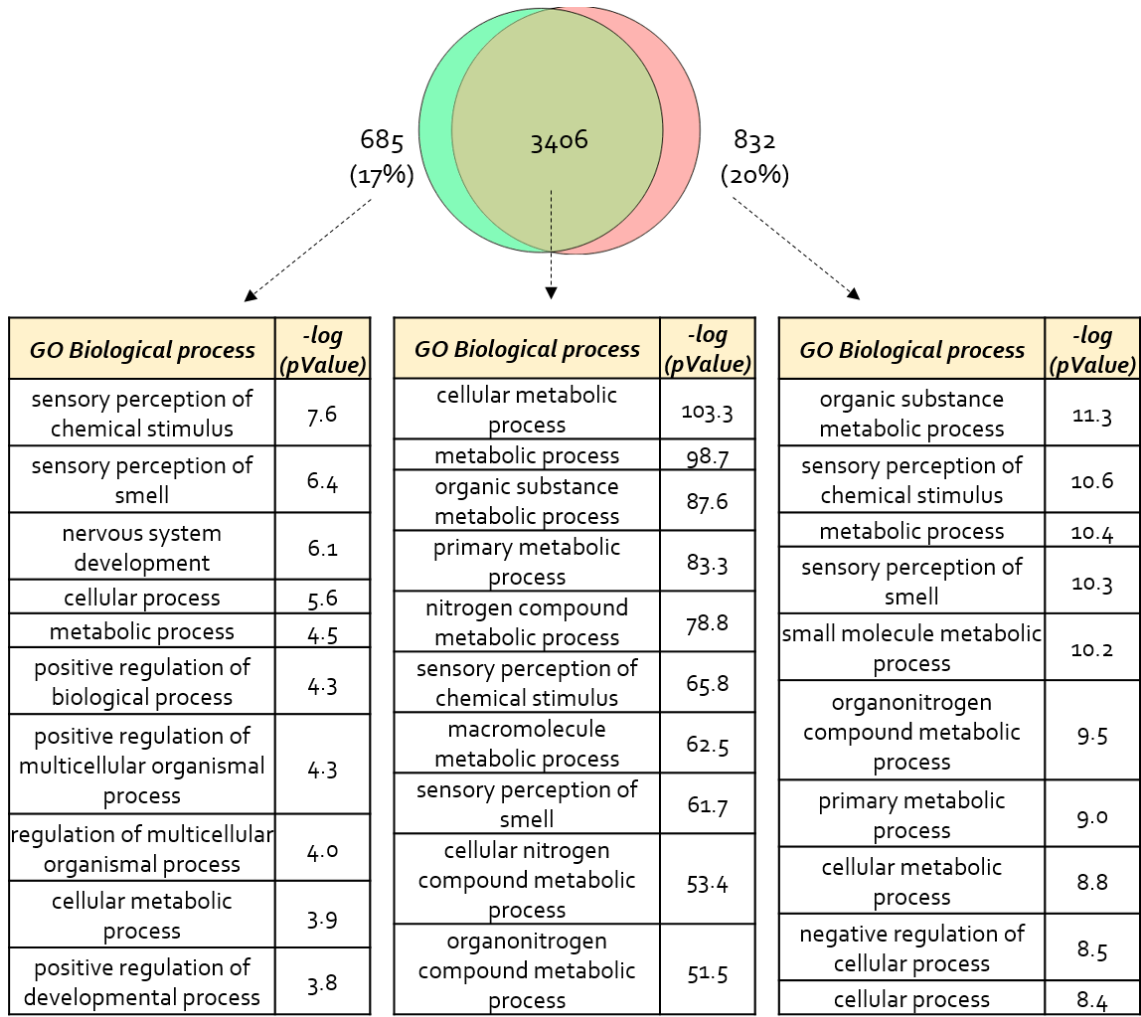 685
(17%)
3406
832
(20%)
GO Biological process
-log
(pValue)
sensory perception of
chemical stimulus
7.6
sensory perception of
smell
6.4
nervous system
development
6.1
cellular process
5.6
metabolic process
4.5
positive regulation of
biological process
4.3
positive regulation of
multicellular organismal
process
4.3
regulation of multicellular
organismal process
4.0
cellular metabolic
process
3.9
positive regulation of
developmental process
3.8
GO Biological process
-log
(pValue)
cellular metabolic
process
103.3
metabolic process
98.7
organic substance
metabolic process
87.6
primary metabolic
process
83.3
nitrogen compound
metabolic process
78.8
sensory perception of
chemical stimulus
65.8
macromolecule
metabolic process
62.5
sensory perception of
smell
61.7
cellular nitrogen
compound metabolic
process
53.4
organonitrogen
compound metabolic
process
51.5
GO Biological process
-log
(pValue)
organic substance
metabolic process
11.3
sensory perception of
chemical stimulus
10.6
metabolic process
10.4
sensory perception of
smell
10.3
small molecule metabolic
process
10.2
organonitrogen
compound metabolic
process
9.5
primary metabolic
process
9.0
cellular metabolic
process
8.8
negative regulation of
cellular process
8.5
cellular process
8.4